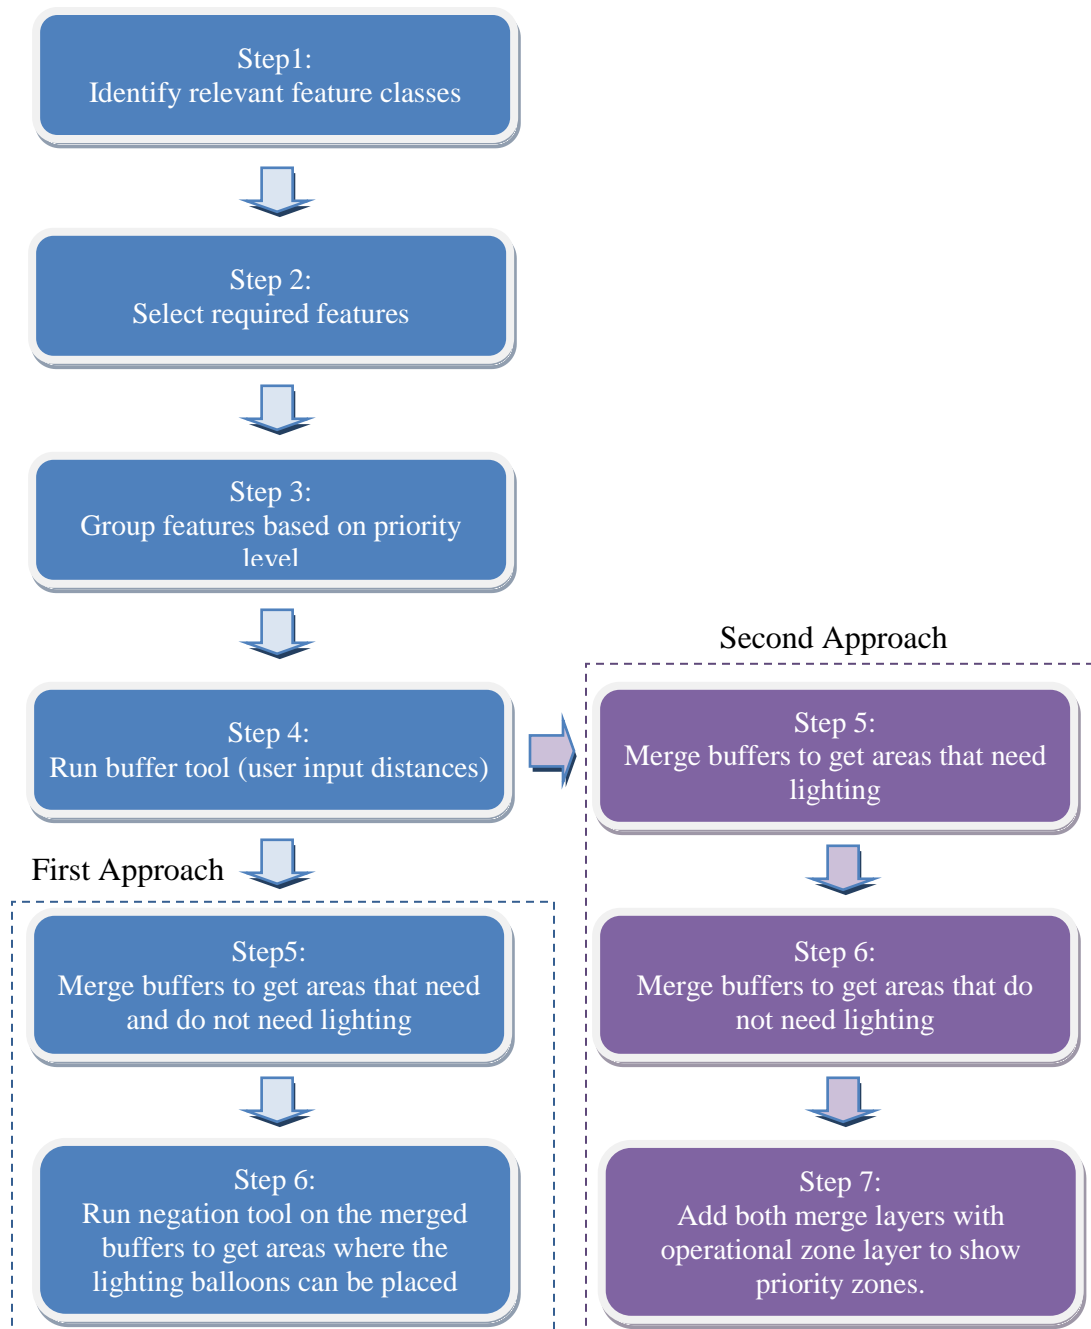 Step1:
Identify relevant feature classes
Step 2:
Select required features
Step 3:
Group features based on priority
level
Second Approach
Step 4:
Run buffer tool (user input distances)
Step 5:
Merge buffers to get areas that need
lighting
First Approach
Step5:
Merge buffers to get areas that need
and do not need lighting
Step 6:
Merge buffers to get areas that do
not need lighting
Step 6:
Run negation tool on the merged
buffers to get areas where the
lighting balloons can be placed
Step 7:
Add both merge layers with
operational zone layer to show
priority zones.